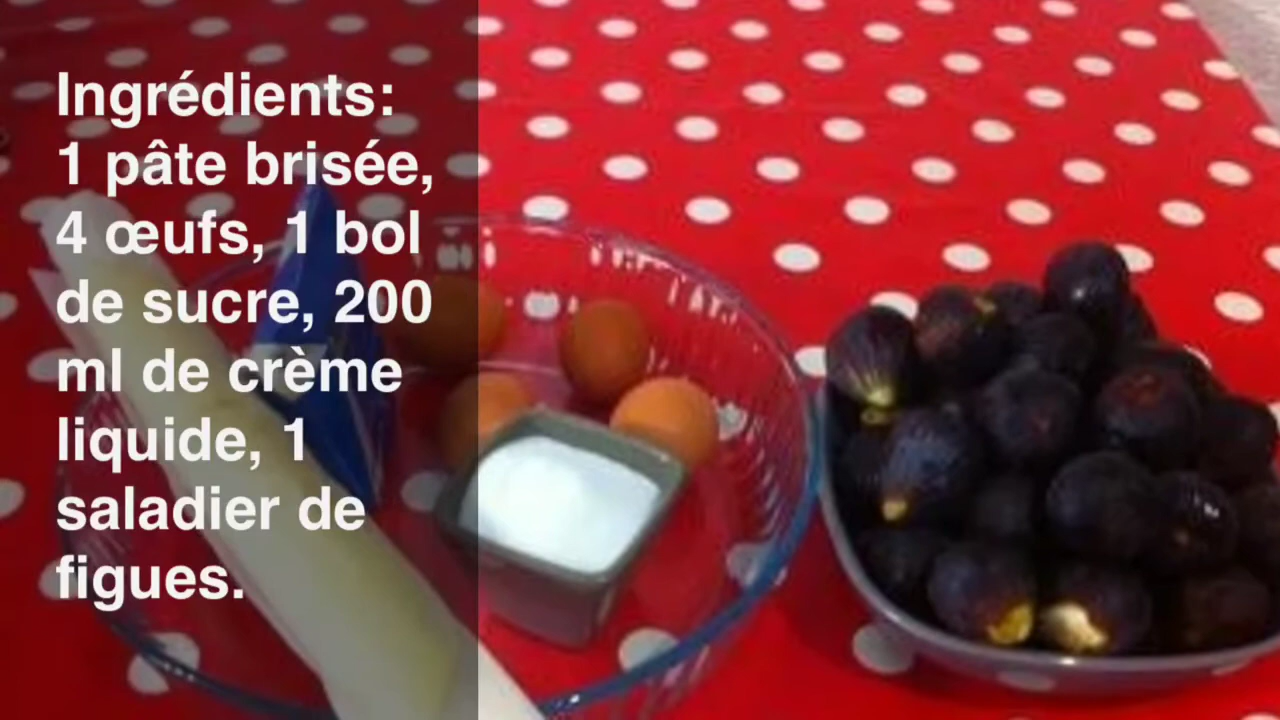 Ingrédients:
1 pâte brisée,
4 œufs, 1 bol
de sucre, 200
ml de crème
liquide, 1
saladier de
figues.